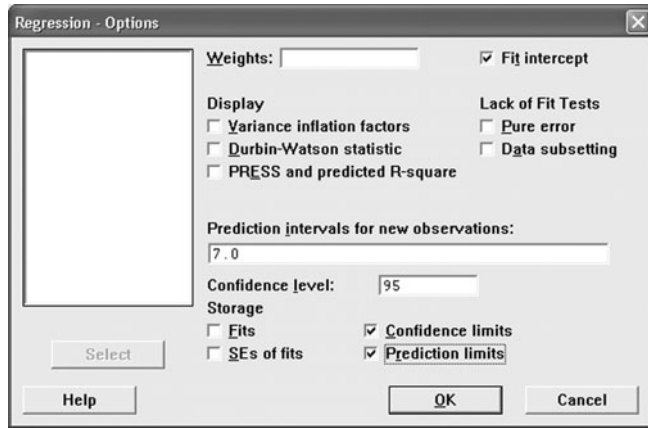 Regression - Options
Weights:
Fit intercept
Display
Lack of Fit Tests
Variance inflation factors
Pure error
Durbin-Watson statistic
Data subsetting
PRESS and predicted R-square
Prediction intervals for new observations:
7.0
Confidence level: 95
Storage
Fits
Confidence limits
Select
SEs of fits
Prediction limits
Help
OK
Cancel